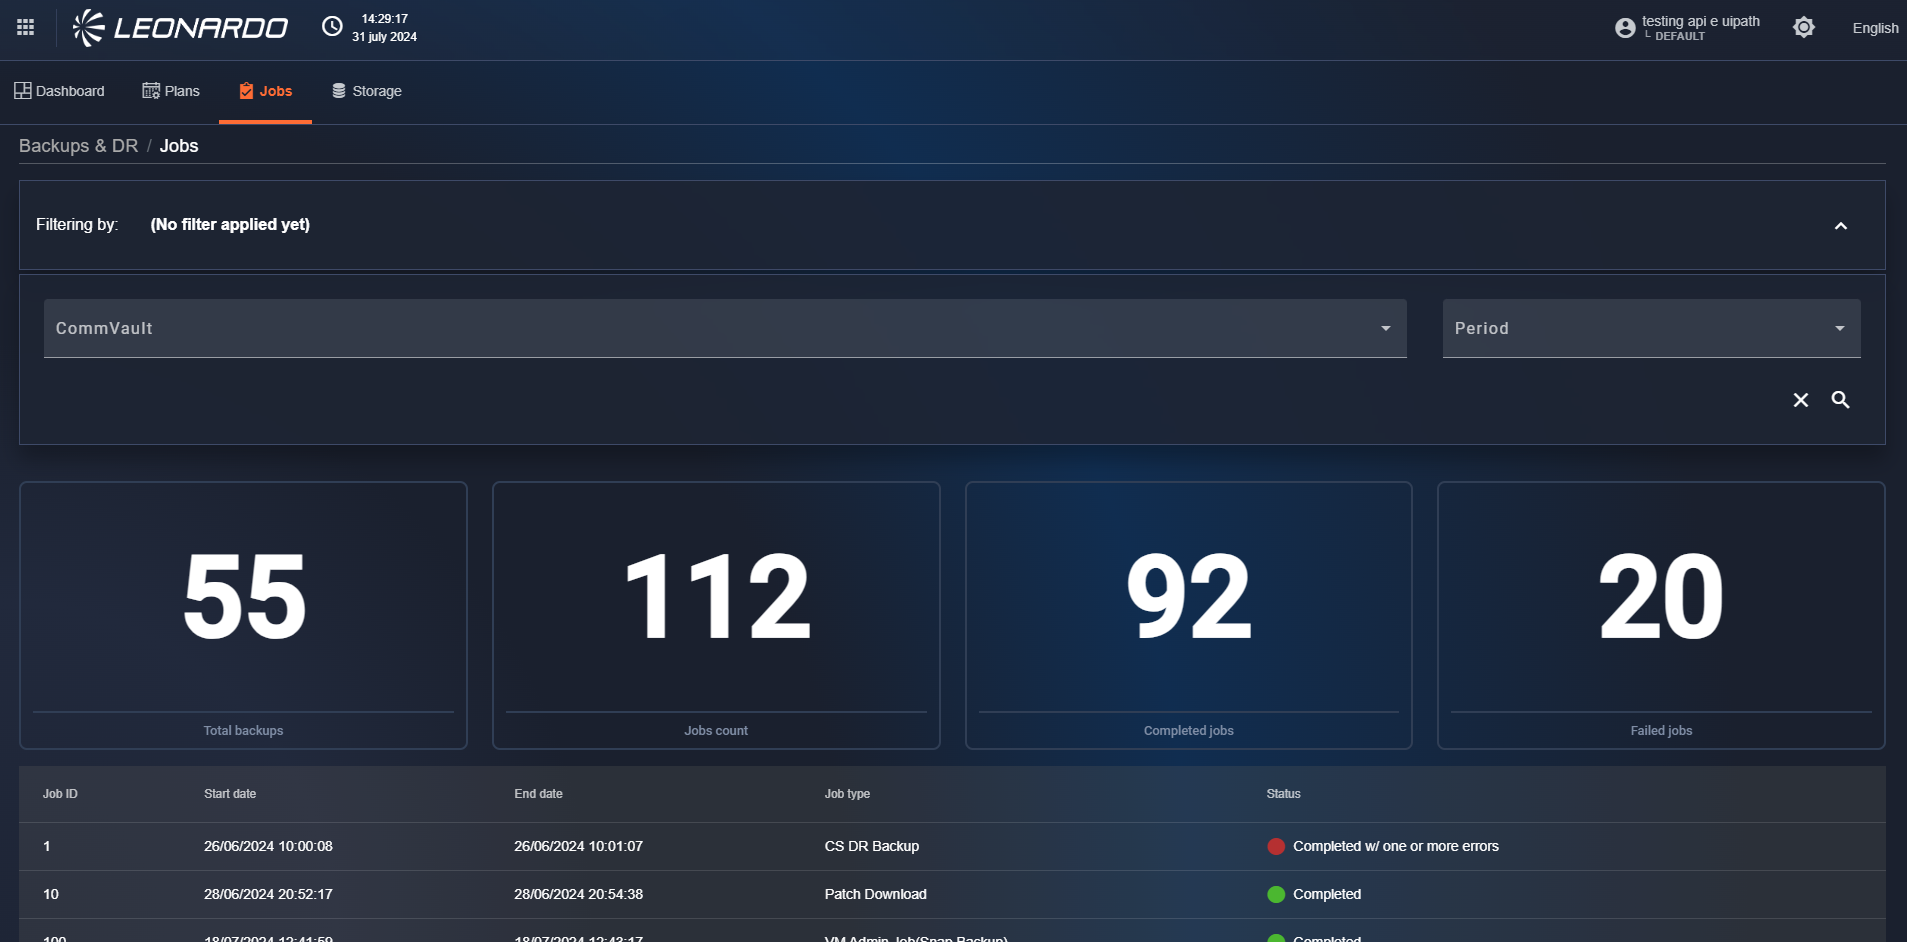 LEONARDO
14:29:17
31 july 2024
testing api e uipath
└ DEFAULT
English
Dashboard
Plans
Jobs
Storage
Backups & DR / Jobs
Filtering by: (No filter applied yet)
CommVault
Period
55
Total backups
112
Jobs count
92
Completed jobs
20
Failed jobs
Job ID Start date End date Job type Status
1 26/06/2024 10:00:08 26/06/2024 10:01:07 CS DR Backup Completed w/ one or more errors
10 28/06/2024 20:52:17 28/06/2024 20:54:38 Patch Download Completed
100 18/07/2024 12:41:59 18/07/2024 12:43:17 VM Admin Job(Snap Backup) Completed